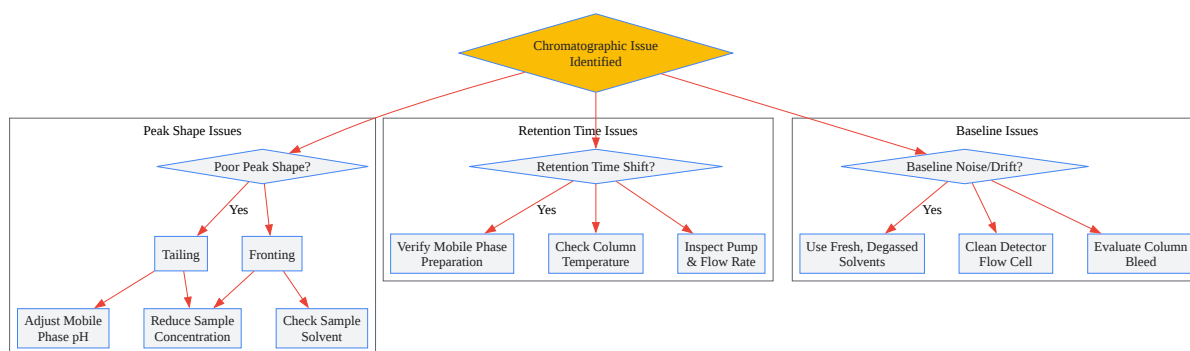 Chromatographic Issue
Identified
Peak Shape Issues
Poor Peak Shape?
Yes
Tailing
Fronting
Adjust Mobile
Phase pH
Reduce Sample
Concentration
Check Sample
Solvent
Retention Time Issues
Retention Time Shift?
Yes
Verify Mobile Phase
Preparation
Check Column
Temperature
Inspect Pump
& Flow Rate
Baseline Issues
Baseline Noise/Drift?
Yes
Use Fresh, Degassed
Solvents
Clean Detector
Flow Cell
Evaluate Column
Bleed